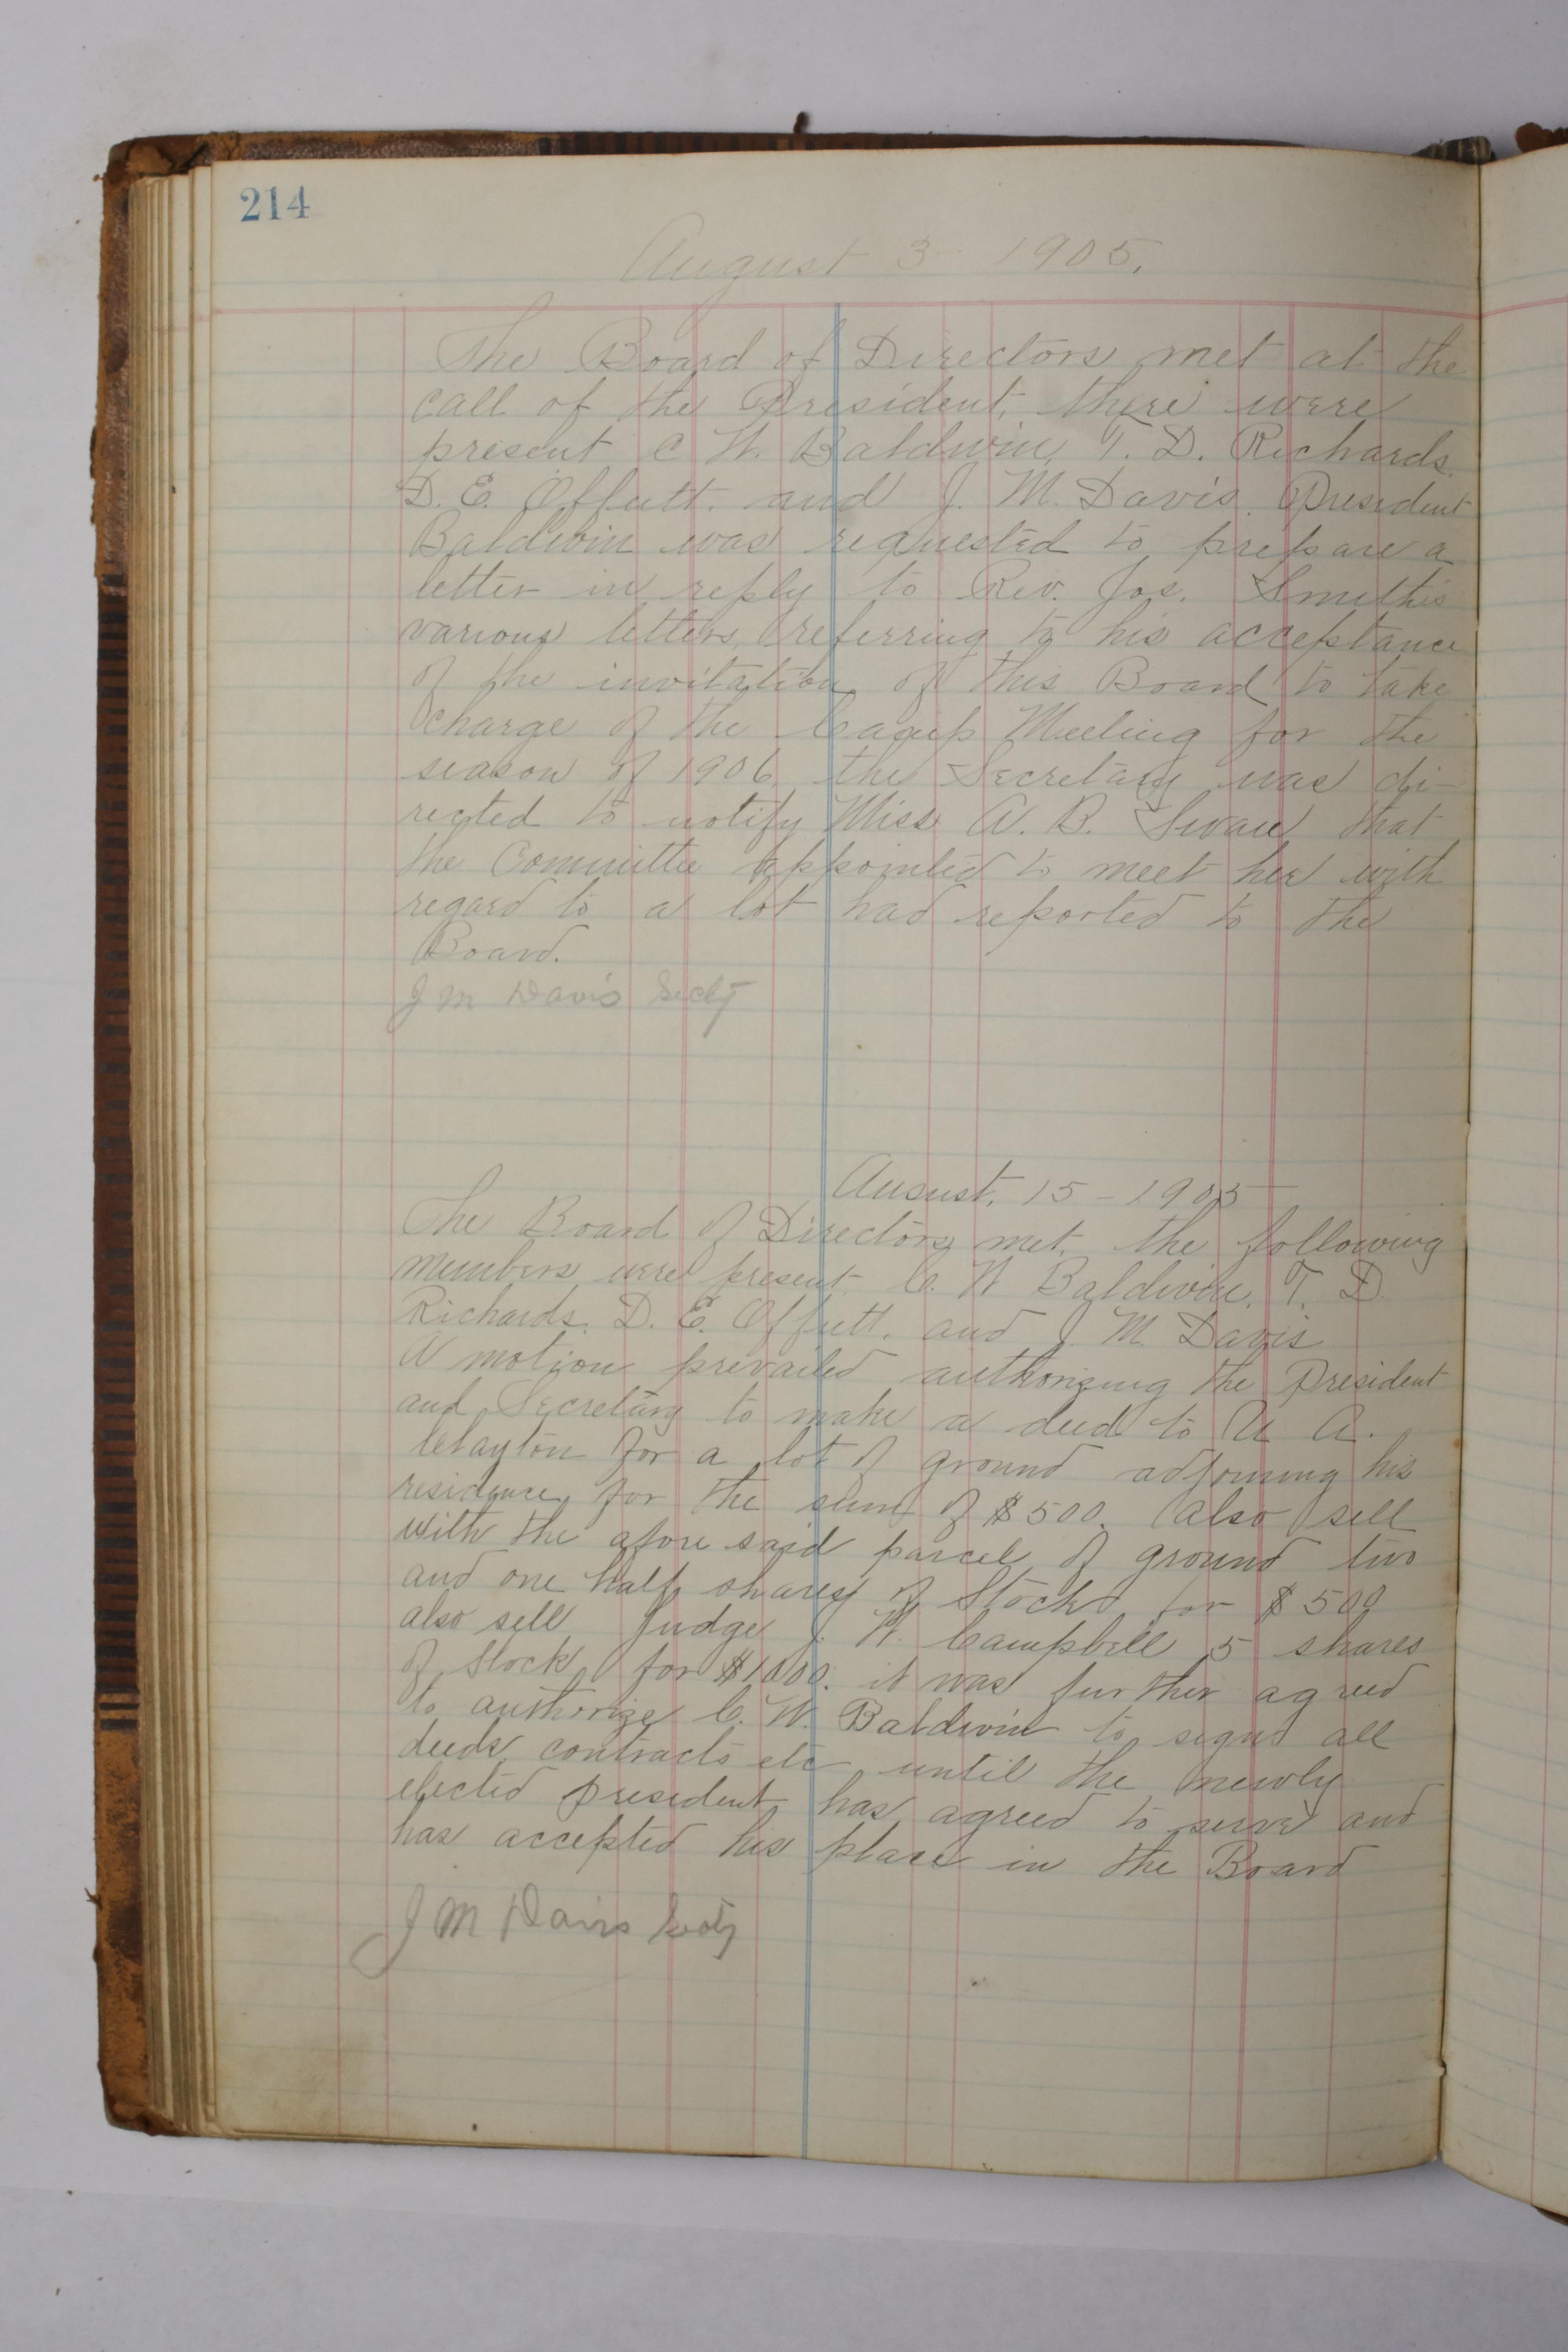 214
August 3 - 1905.
The Board of Directors met at the
call of the President, there were
present C W. Baldwin, T. D. Richards.
D. E. Offutt. and J. M. Davis. President
Baldwin was requested to prepare a
letter in reply to Rev. Jos. Smith's
various letters, referring to his acceptance
of the invitation of this Board to take
charge of the Camp Meeting for the
season of 1906, the Secretary was di-
rected to notify Miss A. B. Swan that
the Committee appointed to meet her with
regard to a lot had reported to the
Board.
J M Davis Secty
August. 15 - 1905
The Board of Directors met, the following
members were present. C. W Baldwin. T. D
Richards. D. E. Offutt. and J. M. Davis
A motion prevailed authorizing the President
and Secretary to make a deed to A.
Clayton for a lot of ground adjoining his
residence, for the sum of $500. also sell
with the afore said parcel of ground two
and one half shares of Stock for $500
also sell Judge J. W. Campbell 5 shares
of Stock for $1000. it was further agreed
to authorize C. W. Baldwin to sign all
deeds, contracts etc until the newly
elected president has agreed to serve and
has accepted his place in the Board
J M Davis Secty